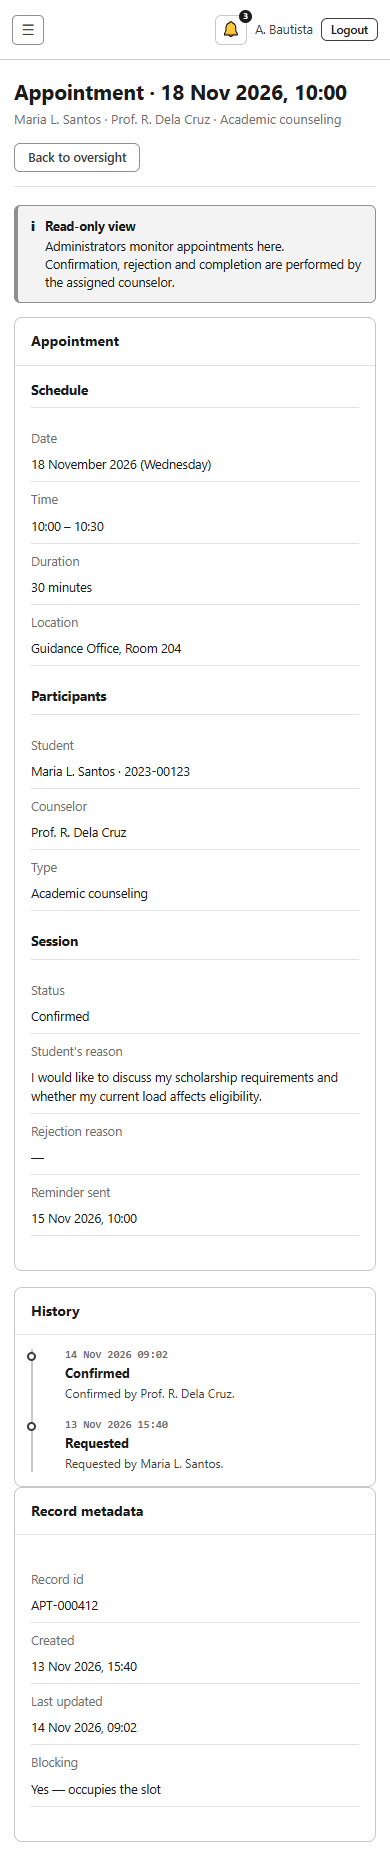 ☰
3
A. Bautista
Logout
Appointment · 18 Nov 2026, 10:00
Maria L. Santos · Prof. R. Dela Cruz · Academic counseling
Back to oversight
i Read-only view
Administrators monitor appointments here.
Confirmation, rejection and completion are performed by
the assigned counselor.
Appointment
Schedule
Date
18 November 2026 (Wednesday)
Time
10:00 – 10:30
Duration
30 minutes
Location
Guidance Office, Room 204
Participants
Student
Maria L. Santos · 2023-00123
Counselor
Prof. R. Dela Cruz
Type
Academic counseling
Session
Status
Confirmed
Student's reason
I would like to discuss my scholarship requirements and
whether my current load affects eligibility.
Rejection reason
—
Reminder sent
15 Nov 2026, 10:00
History
14 Nov 2026 09:02
Confirmed
Confirmed by Prof. R. Dela Cruz.
13 Nov 2026 15:40
Requested
Requested by Maria L. Santos.
Record metadata
Record id
APT-000412
Created
13 Nov 2026, 15:40
Last updated
14 Nov 2026, 09:02
Blocking
Yes — occupies the slot